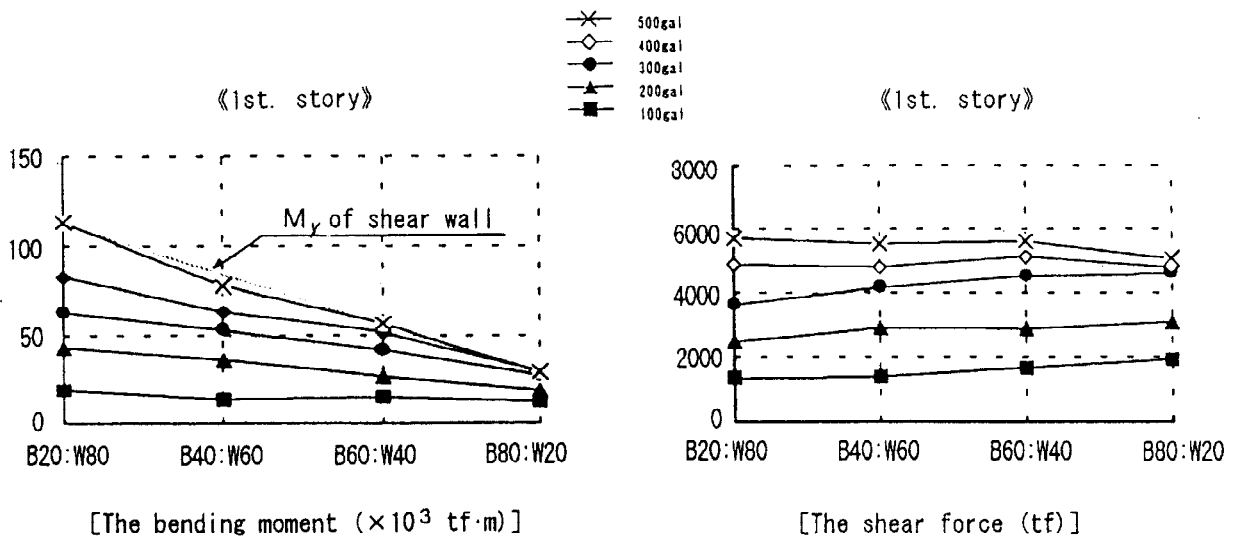 500gal
400gal
300gal
200gal
100gal
《1st. story》
150
100
50
0
M_y of shear wall
B20:W80
B40:W60
B60:W40
B80:W20
[The bending moment (×10³ tf·m)]
《1st. story》
8000
6000
4000
2000
0
B20:W80
B40:W60
B60:W40
B80:W20
[The shear force (tf)]